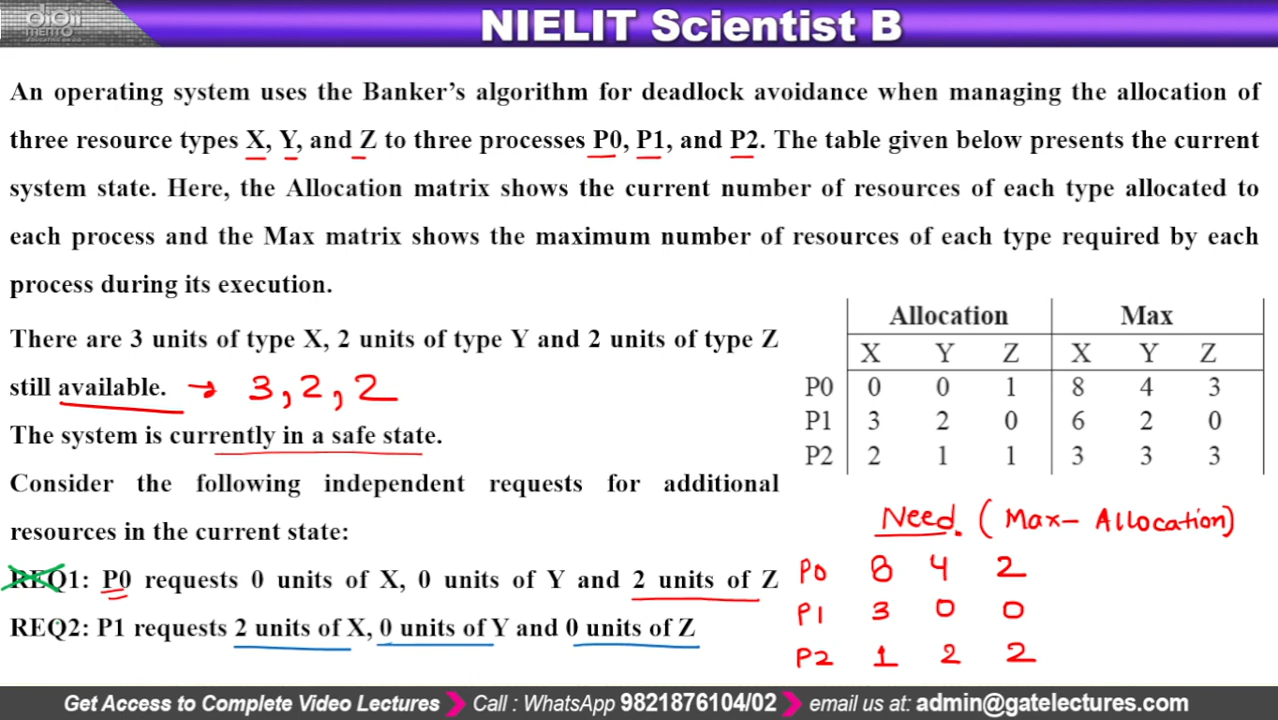 digii
MENTO
EDUCATION CO.
NIELIT Scientist B
An operating system uses the Banker's algorithm for deadlock avoidance when managing the allocation of
three resource types X, Y, and Z to three processes P0, P1, and P2. The table given below presents the current
system state. Here, the Allocation matrix shows the current number of resources of each type allocated to
each process and the Max matrix shows the maximum number of resources of each type required by each
process during its execution.
There are 3 units of type X, 2 units of type Y and 2 units of type Z
still available. → 3, 2, 2
The system is currently in a safe state.
Consider the following independent requests for additional
resources in the current state:
REQ1: P0 requests 0 units of X, 0 units of Y and 2 units of Z
REQ2: P1 requests 2 units of X, 0 units of Y and 0 units of Z
Allocation Max
X Y Z X Y Z
P0 0 0 1 8 4 3
P1 3 2 0 6 2 0
P2 2 1 1 3 3 3
Need. (Max- Allocation)
P0 8 4 2
P1 3 0 0
P2 1 2 2
Get Access to Complete Video Lectures Call : WhatsApp 9821876104/02 email us at: admin@gatelectures.com